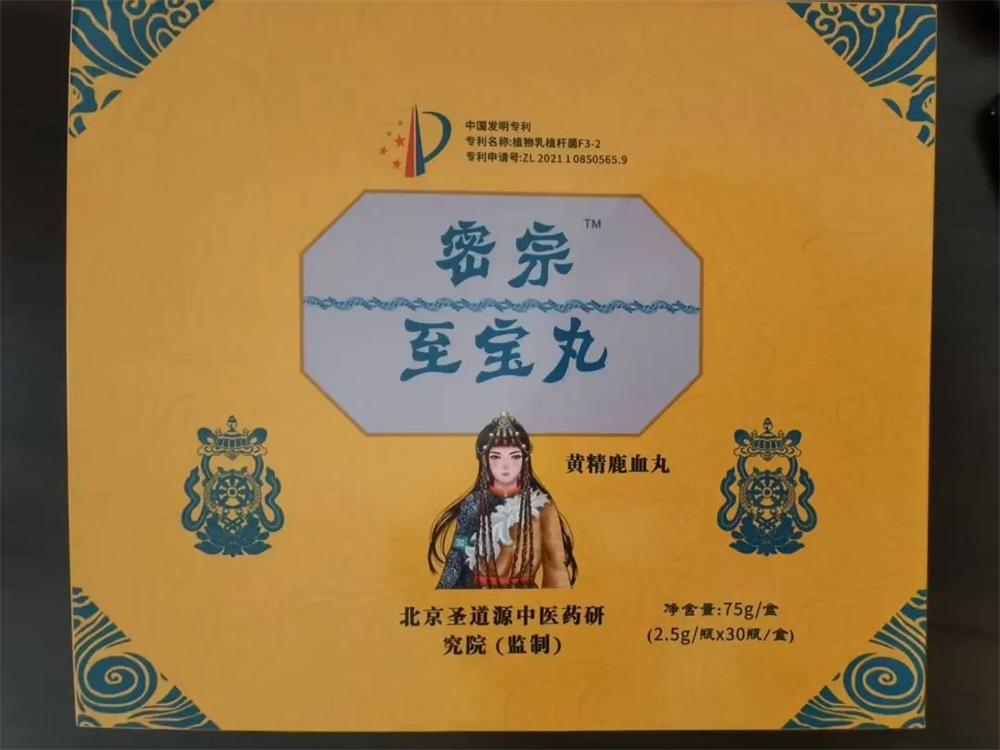 中国发明专利
专利名称:植物乳植杆菌F3-2
专利申请号:ZL 2021 1 0850565.9
密宗TM
至宝丸
黄精鹿血丸
北京圣道源中医药研
究院(监制)
净含量:75g/盒
(2.5g/瓶x30瓶/盒)